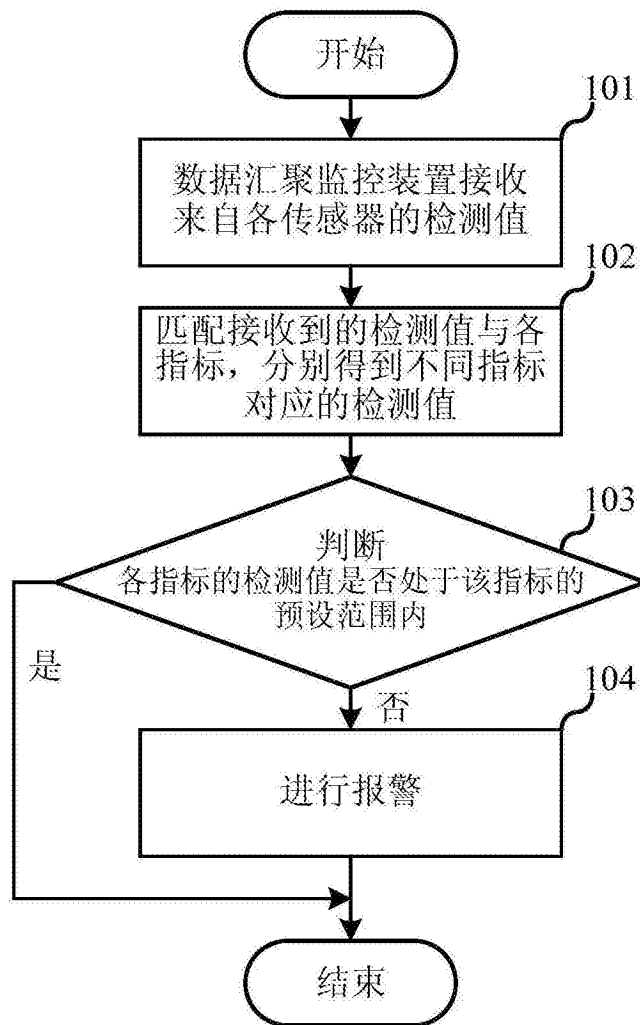 开始
101
数据汇聚监控装置接收
来自各传感器的检测值
102
匹配接收到的检测值与各
指标，分别得到不同指标
对应的检测值
103
判断
各指标的检测值是否处于该指标的
预设范围内
是
否
104
进行报警
结束